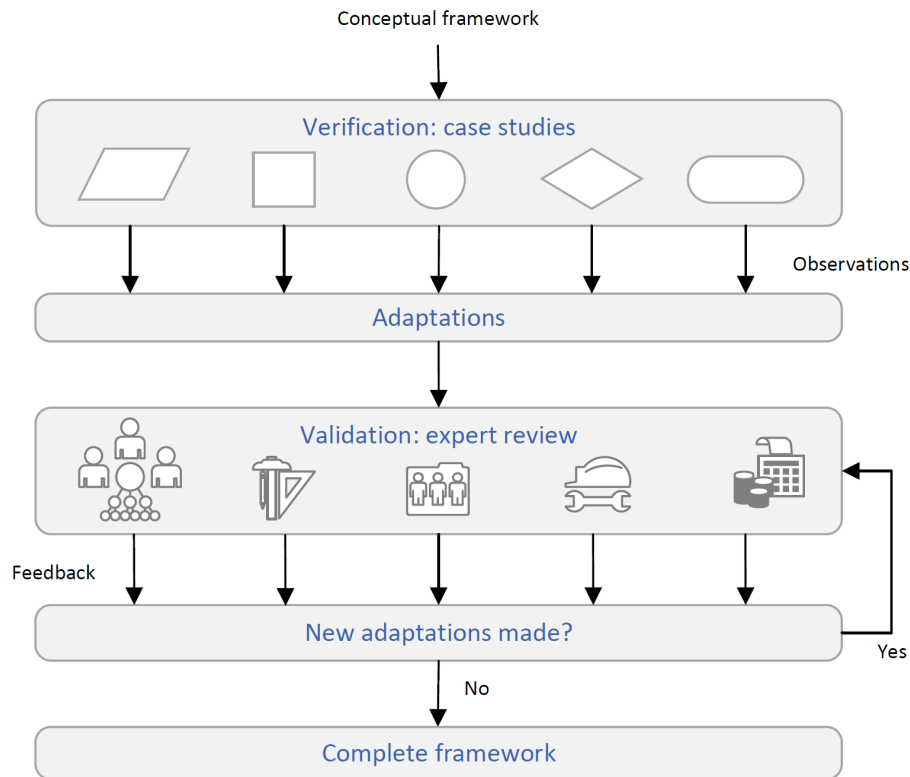 Conceptual framework
Verification: case studies
Observations
Adaptations
Validation: expert review
Feedback
New adaptations made?
Yes
No
Complete framework